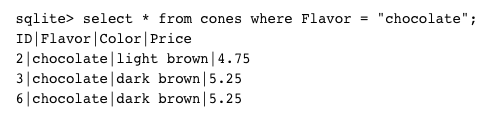 sqlite> select * from cones where Flavor = "chocolate";
ID|Flavor|Color|Price
2|chocolate|light brown|4.75
3|chocolate|dark brown|5.25
6|chocolate|dark brown|5.25